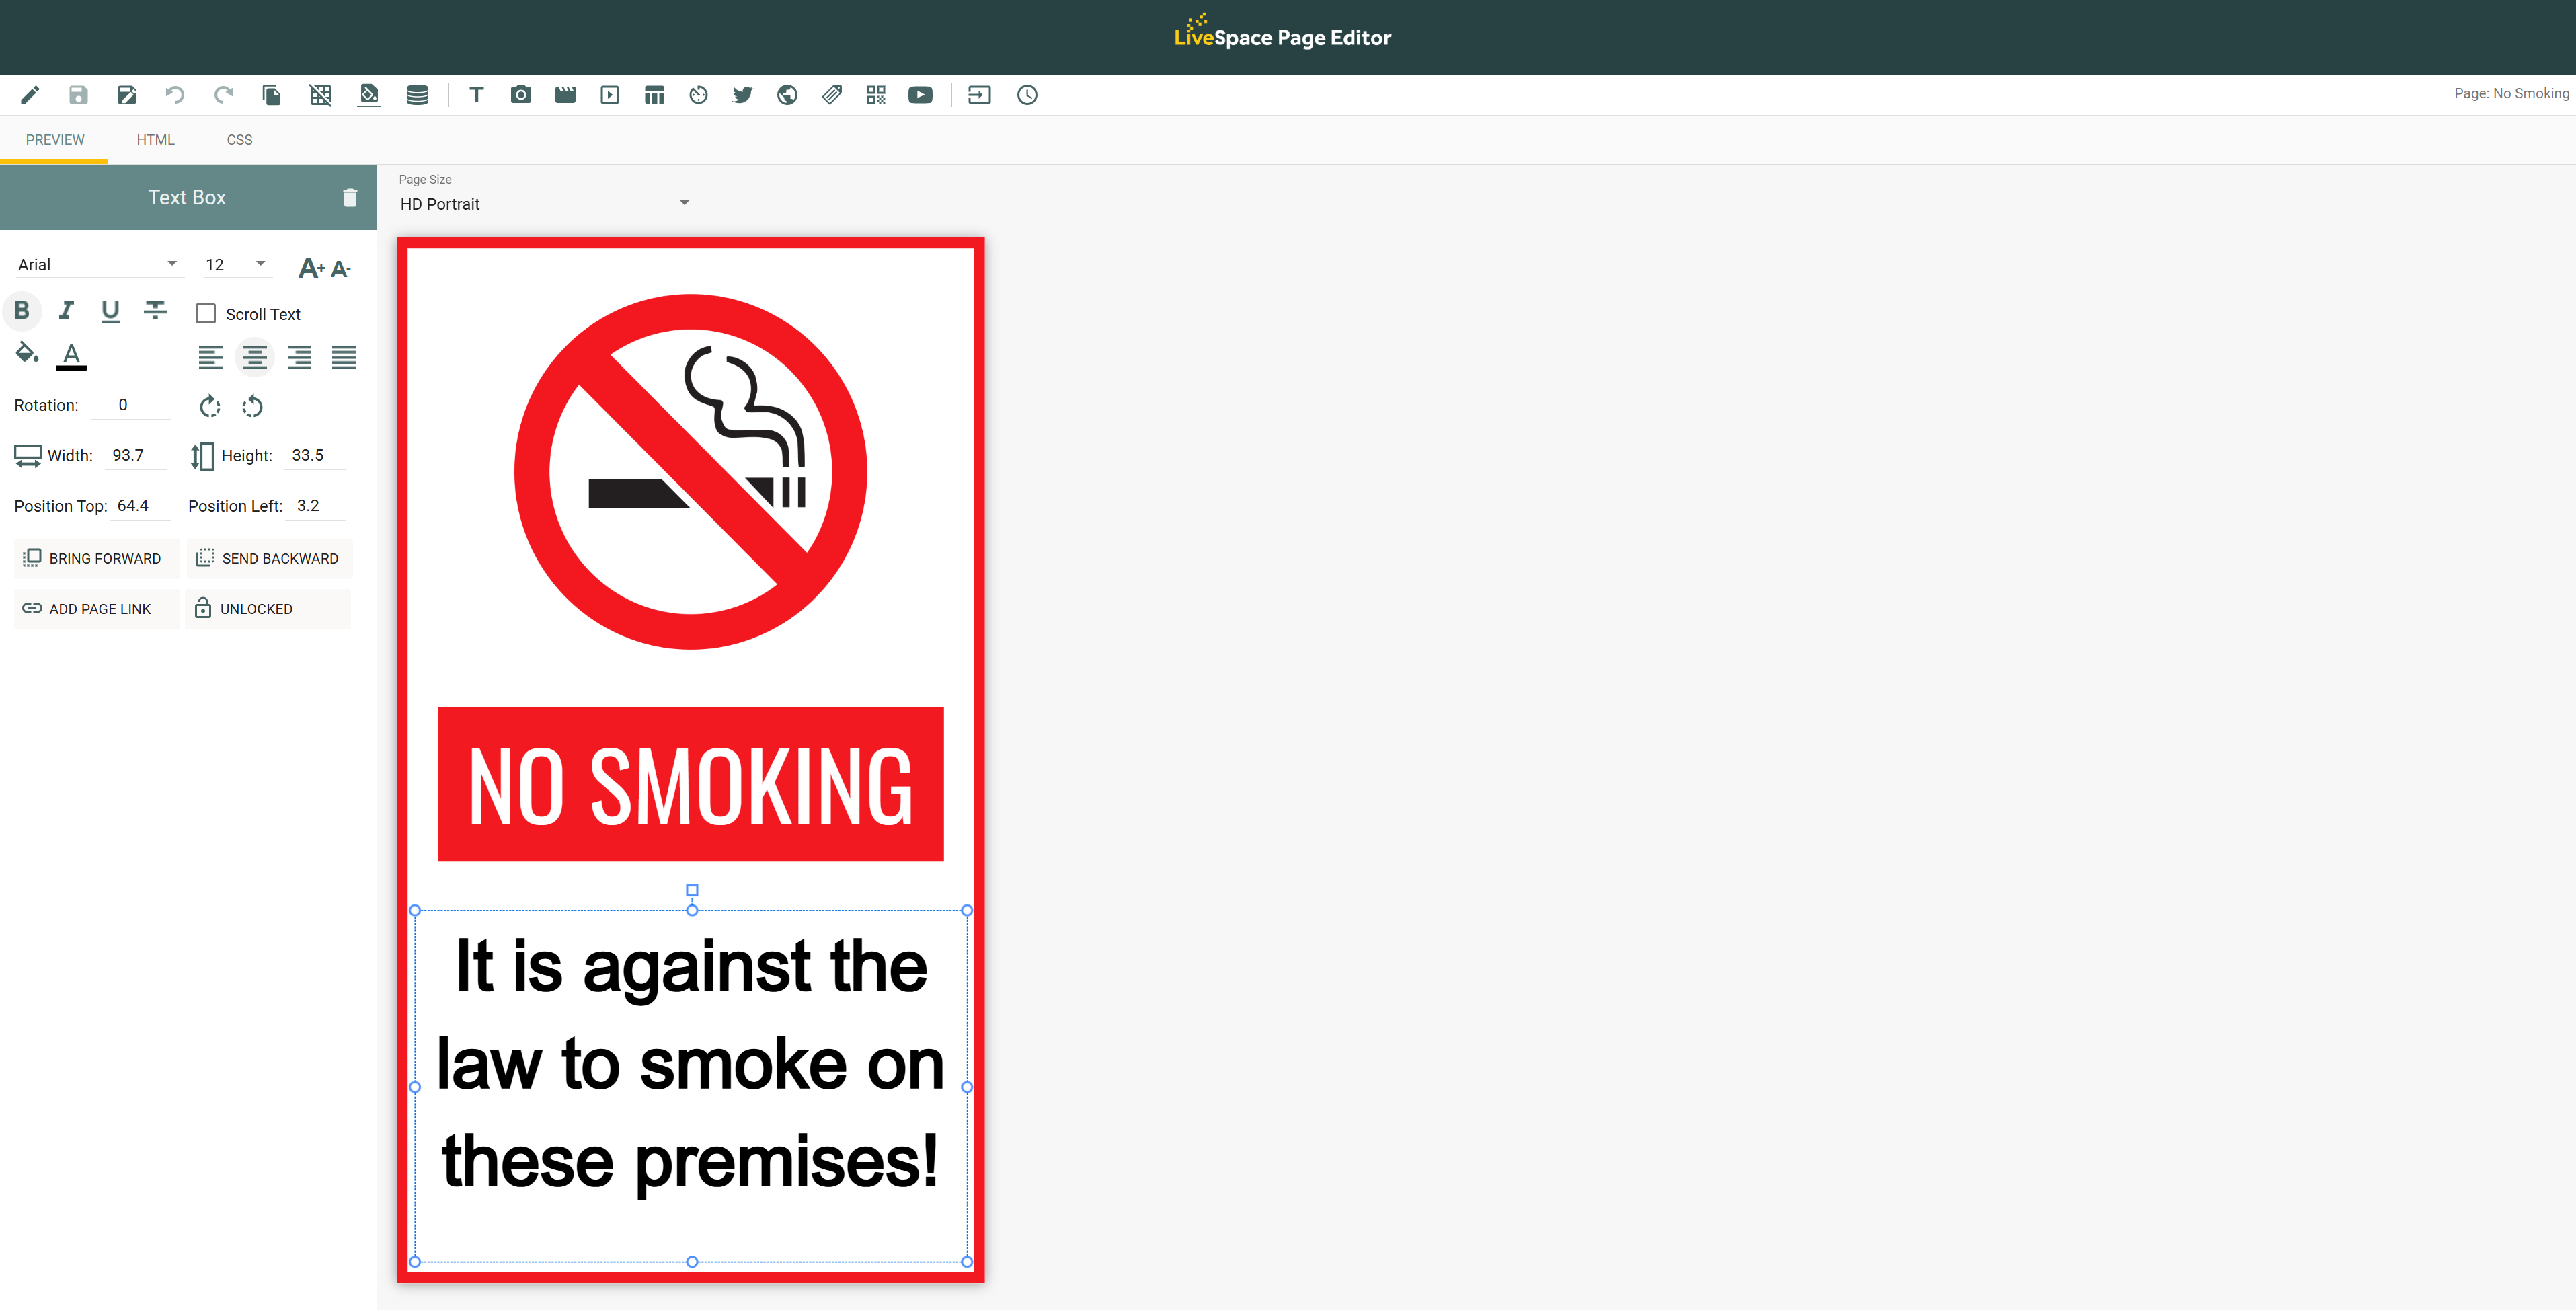 LiveSpace Page Editor
Page: No Smoking
PREVIEW HTML CSS
Text Box
Page Size
HD Portrait
Arial 12 A+ A-
B I U Scroll Text
A
Rotation: 0
Width: 93.7 Height: 33.5
Position Top: 64.4 Position Left: 3.2
BRING FORWARD SEND BACKWARD
ADD PAGE LINK UNLOCKED
NO SMOKING
It is against the
law to smoke on
these premises!